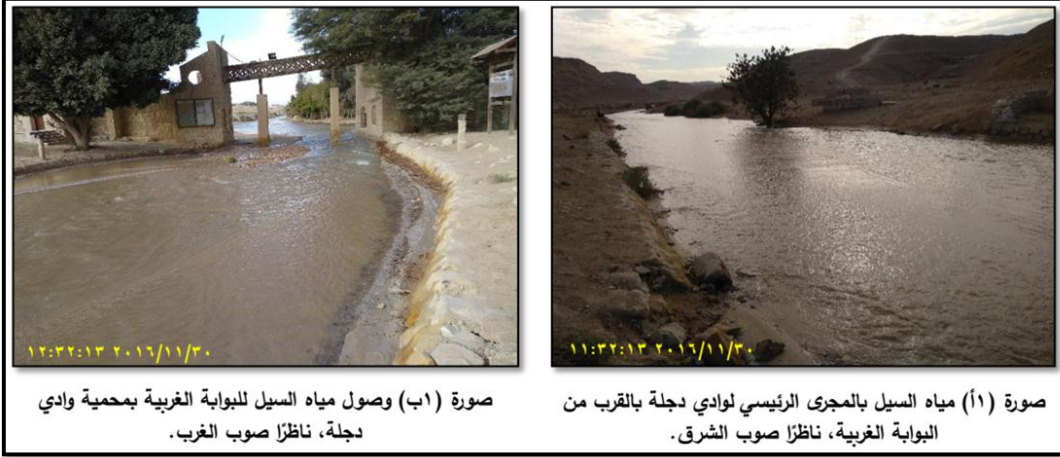 ١١:٣٢:١٣ ٢٠١٦/١١/٣٠
صورة (١أ) مياه السيل بالمجرى الرئيسي لوادي دجلة بالقرب من
البوابة الغربية، ناظرًا صوب الشرق.
١٢:٣٢:١٣ ٢٠١٦/١١/٣٠
صورة (١ب) وصول مياه السيل للبوابة الغربية بمحمية وادي
دجلة، ناظرًا صوب الغرب.